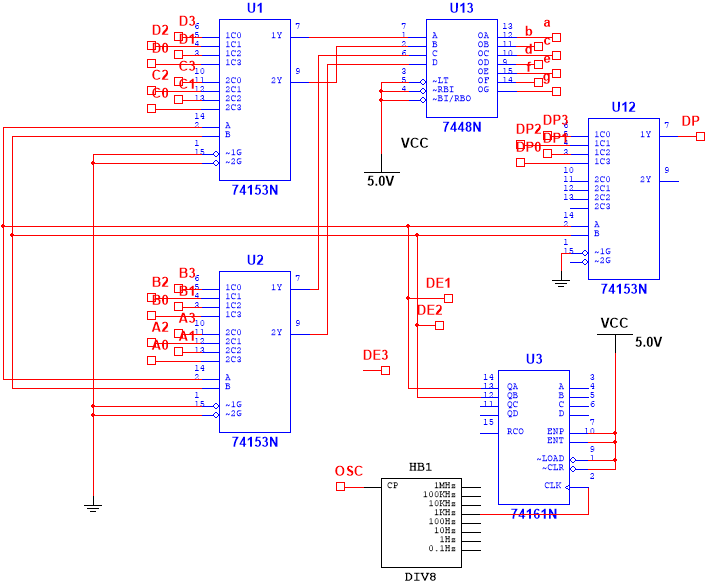 U1
D3
D2
D1
D0
6
5
4
3
1C0
1C1
1C2
1C3
1Y
7
C3
C2
C1
C0
10
11
12
13
2C0
2C1
2C2
2C3
2Y
9
14
2
A
B
1
15
~1G
~2G
74153N
U13
7
1
2
6
A
B
C
D
OA
OB
OC
OD
OE
OF
OG
13
12
11
10
9
15
14
a
b
c
d
e
f
g
3
5
4
~LT
~RBI
~BI/RBO
7448N
VCC
5.0V
U12
DP3
DP2
DP1
DP0
6
5
4
3
1C0
1C1
1C2
1C3
1Y
7
DP
10
11
12
13
2C0
2C1
2C2
2C3
2Y
9
14
2
A
B
1
15
~1G
~2G
74153N
U2
B3
B2
B1
B0
6
5
4
3
1C0
1C1
1C2
1C3
1Y
7
A3
A2
A1
A0
10
11
12
13
2C0
2C1
2C2
2C3
2Y
9
14
2
A
B
1
15
~1G
~2G
74153N
DE1
DE2
DE3
VCC
5.0V
U3
14
13
12
11
QA
QB
QC
QD
15
RCO
A
B
C
D
3
4
5
6
ENP
ENT
7
10
~LOAD
~CLR
9
1
CLK
2
74161N
HB1
OSC
CP
1MHz
100KHz
10KHz
1KHz
100Hz
10Hz
1Hz
0.1Hz
DIV8